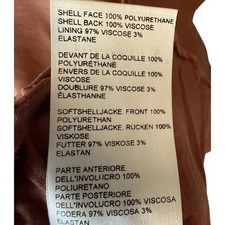 SHELL FACE 100% POLYURETHANE
SHELL BACK 100% VISCOSE
LINING 97% VISCOSE 3%
ELASTANE
DEVANT DE LA COQUILLE 100%
POLYURÉTHANE
ENVERS DE LA COQUILLE 100%
VISCOSE
DOUBLURE 97% VISCOSE 3%
ÉLASTHANNE
SOFTSHELLJACKE, FRONT 100%
POLYURETHAN
SOFTSHELLJACKE, RÜCKEN 100%
VISKOSE
FUTTER 97% VISKOSE 3%
ELASTAN
PARTE ANTERIORE
DELL'INVOLUCRO 100%
POLIURETANO
PARTE POSTERIORE
DELL'INVOLUCRO 100% VISCOSA
FODERA 97% VISCOSA 3%
ELASTAN